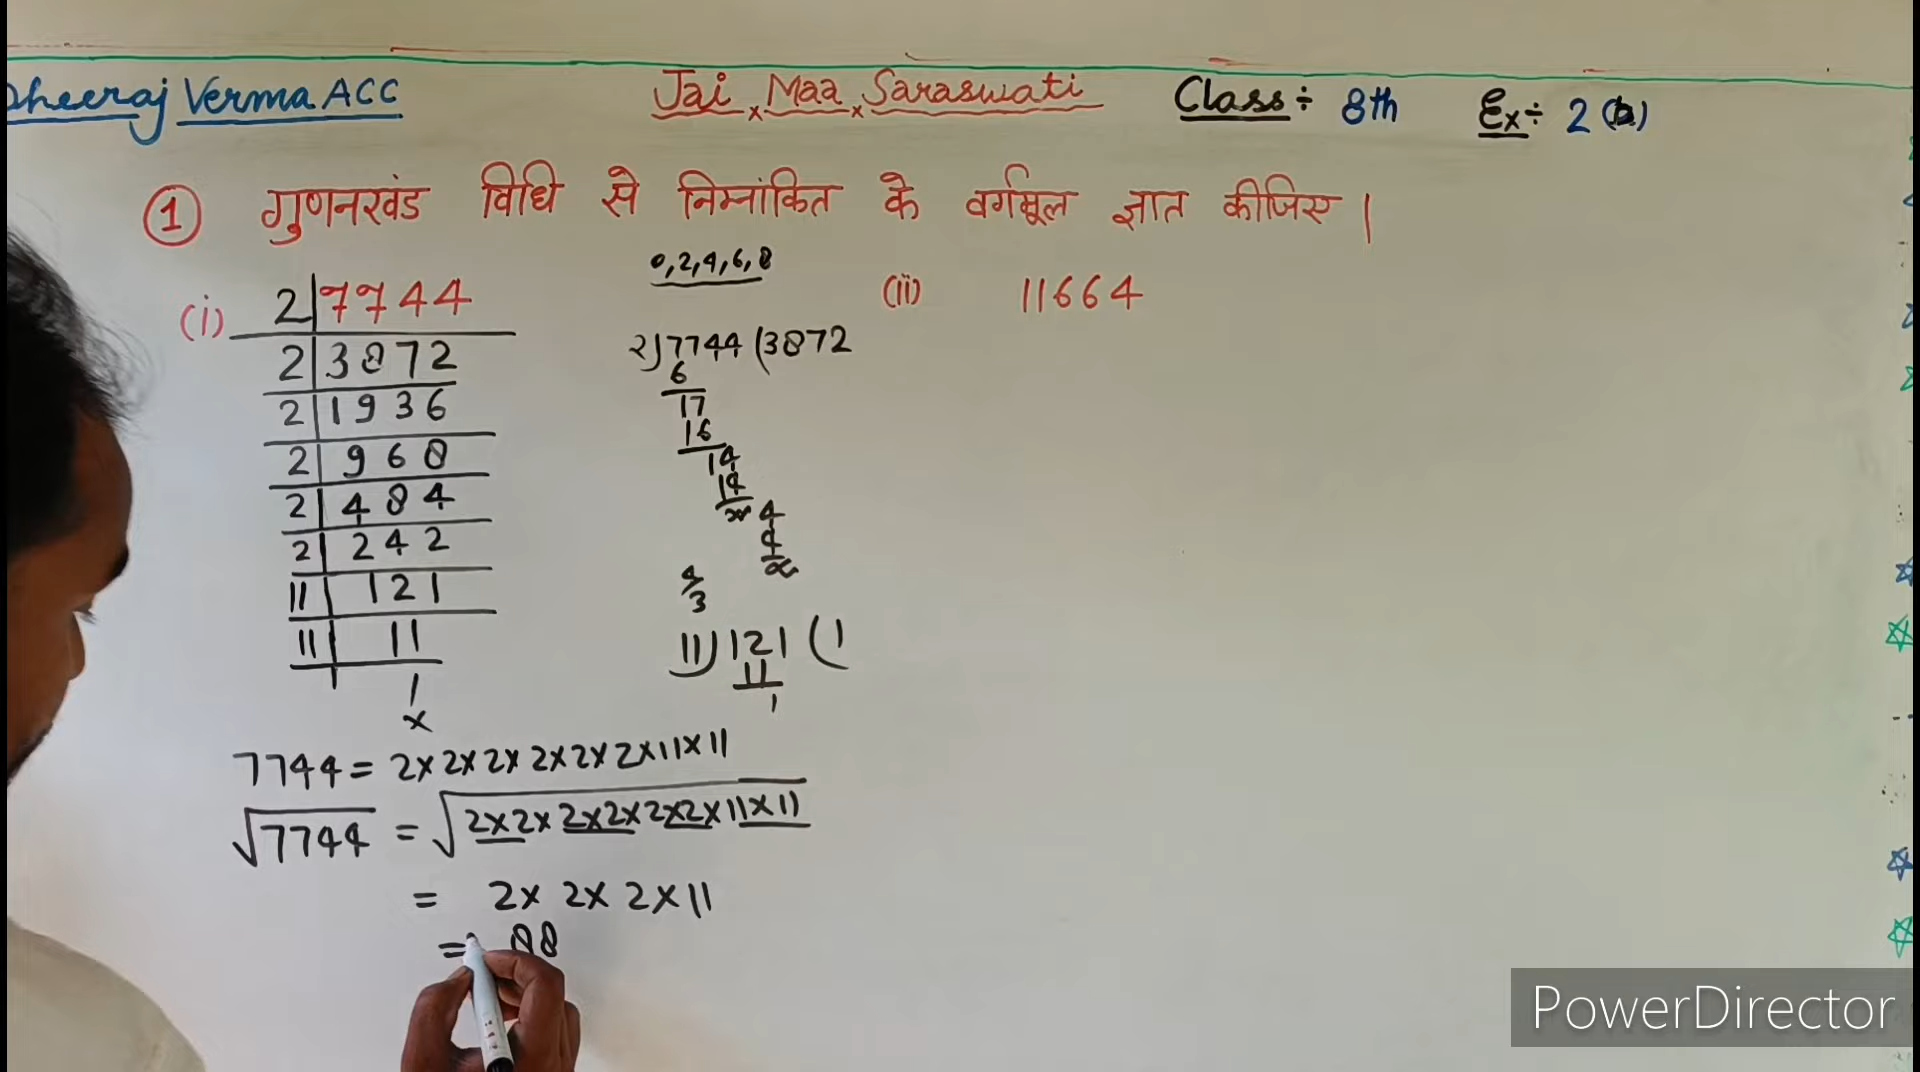 Dheeraj Verma ACC
Jai x Maa x Saraswati
Class ÷ 8th
Ex ÷ 2 (b)
① गुणनखंड विधि से निम्नांकित के वर्गमूल ज्ञात कीजिए |
0,2,4,6,8
(i) 2|7744
2|3872
2|1936
2|968
2|484
2|242
11|121
11|11
1
x
2)7744(3872
6
17
16
14
14
x 4
4
x
4
3
11)121(1
11
1
7744 = 2×2×2×2×2×2×11×11
√7744 = √2×2×2×2×2×2×11×11
= 2× 2× 2×11
= 88
(ii) 11664
PowerDirector